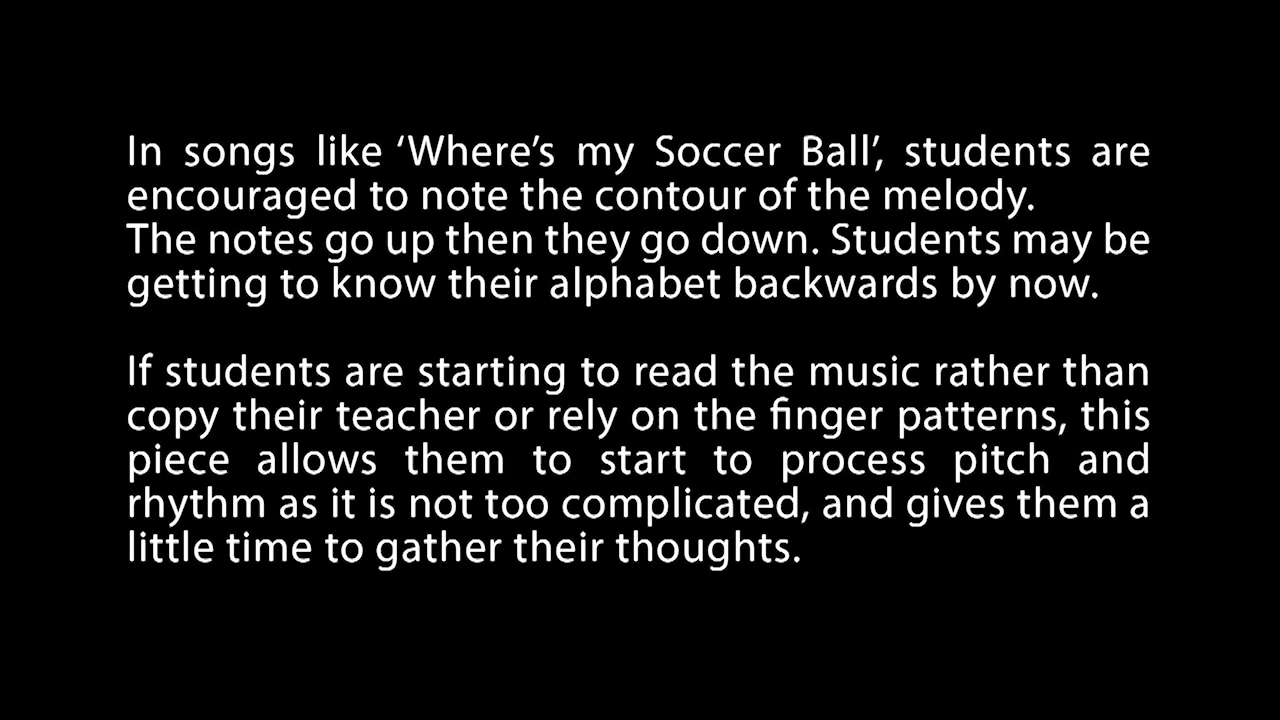 In songs like ‘Where’s my Soccer Ball’, students are
encouraged to note the contour of the melody.
The notes go up then they go down. Students may be
getting to know their alphabet backwards by now.
If students are starting to read the music rather than
copy their teacher or rely on the finger patterns, this
piece allows them to start to process pitch and
rhythm as it is not too complicated, and gives them a
little time to gather their thoughts.